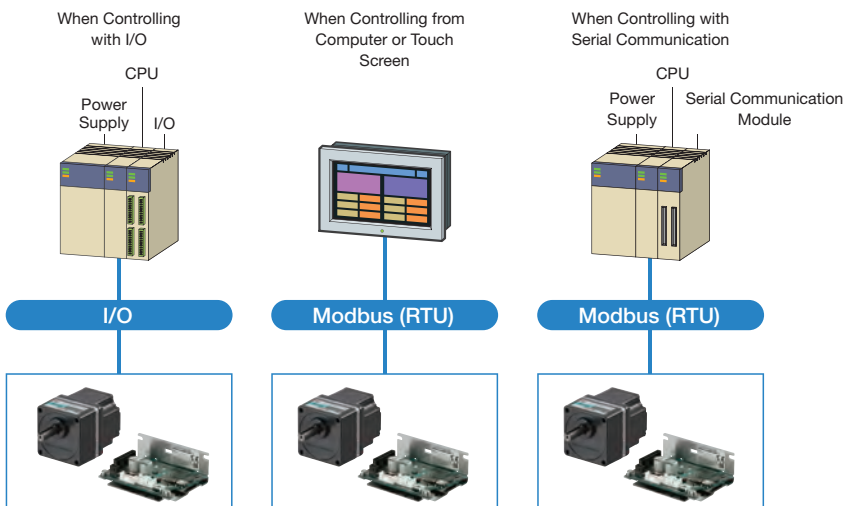 When Controlling
with I/O
CPU
Power
Supply
I/O
I/O
When Controlling from
Computer or Touch
Screen
Modbus (RTU)
When Controlling with
Serial Communication
CPU
Power
Supply
Serial Communication
Module
Modbus (RTU)